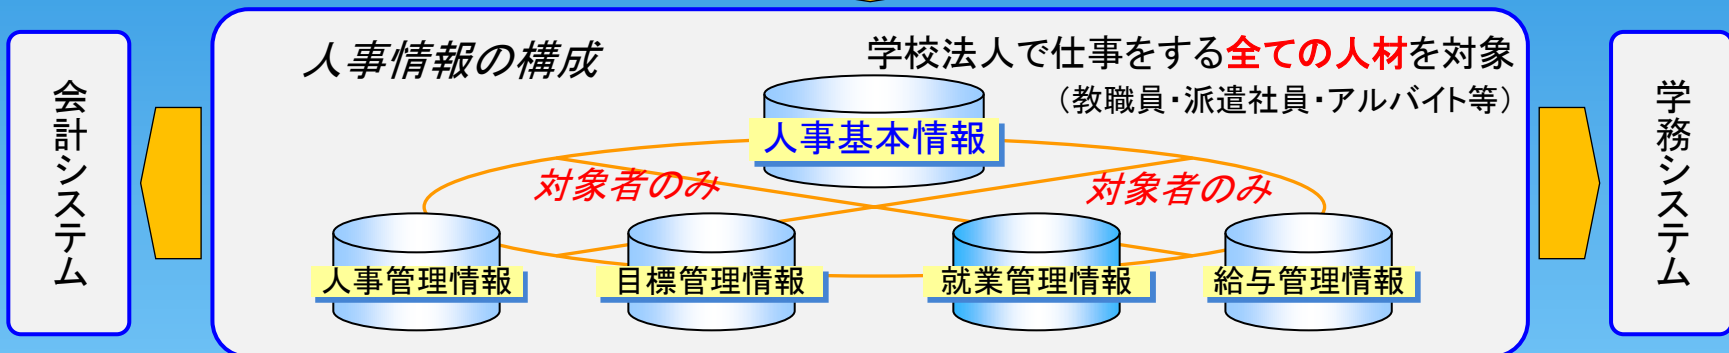 会計システム
人事情報の構成
学校法人で仕事をする全ての人材を対象
（教職員・派遣社員・アルバイト等）
人事基本情報
対象者のみ
対象者のみ
人事管理情報
目標管理情報
就業管理情報
給与管理情報
学務システム